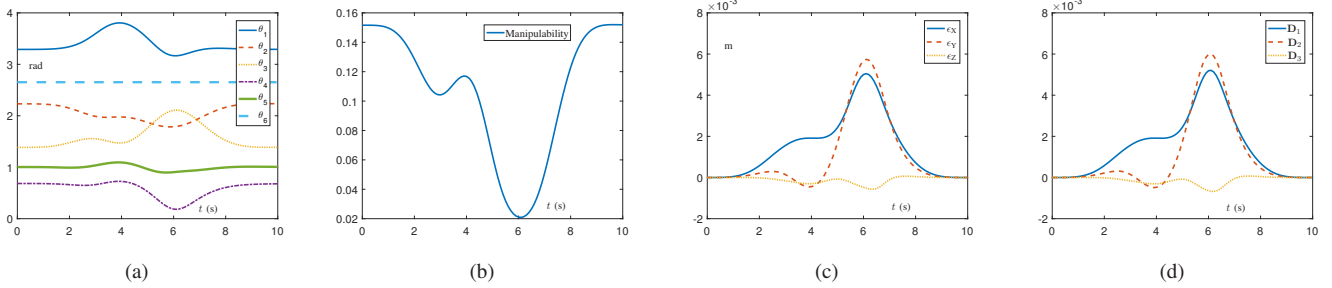 4
3
2
1
0
0
2
4
6
8
10
rad
t (s)
θ1
θ2
θ3
θ4
θ5
θ6
(a)
0.16
0.14
0.12
0.1
0.08
0.06
0.04
0.02
0
2
4
6
8
10
Manipulability
t (s)
(b)
×10-3
8
6
4
2
0
-2
0
2
4
6
8
10
m
ϵX
ϵY
ϵZ
t (s)
(c)
×10-3
8
6
4
2
0
-2
0
2
4
6
8
10
D1
D2
D3
t (s)
(d)